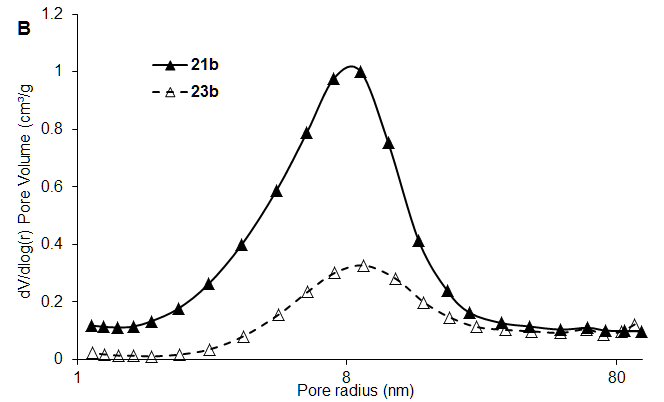 B
1.2
1
0.8
0.6
0.4
0.2
0
dV/dlog(r) Pore Volume (cm³/g)
21b
23b
1 8 80
Pore radius (nm)